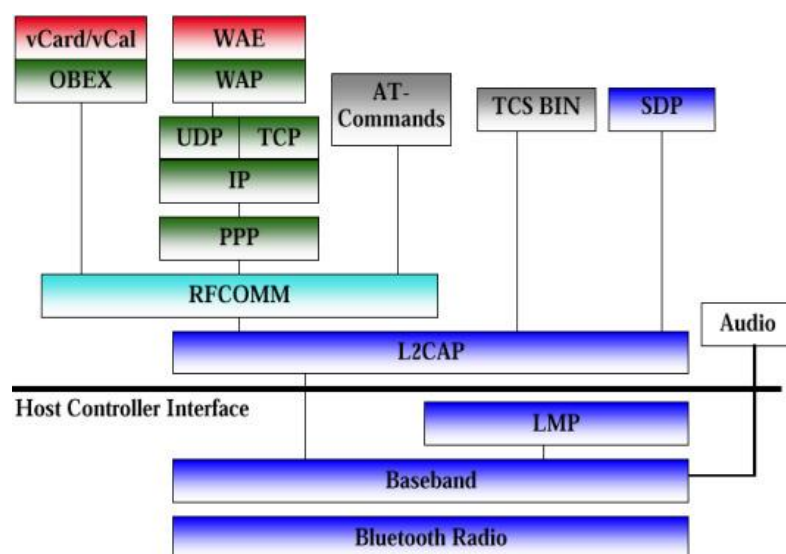 vCard/vCal
OBEX
WAE
WAP
UDP
TCP
IP
PPP
AT-
Commands
TCS BIN
SDP
RFCOMM
Audio
L2CAP
Host Controller Interface
LMP
Baseband
Bluetooth Radio